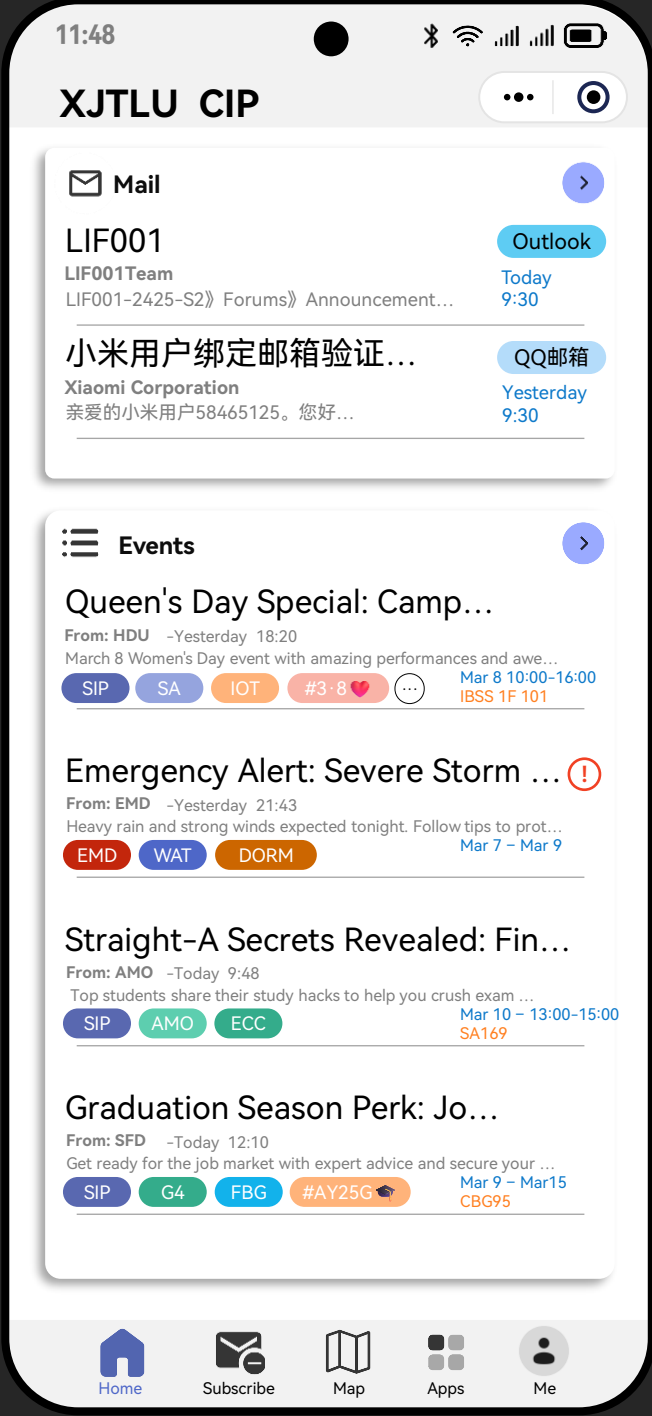 11:48
XJTLU CIP
Mail
LIF001
Outlook
LIF001Team
Today
LIF001-2425-S2》Forums》Announcement...
9:30
小米用户绑定邮箱验证...
QQ邮箱
Xiaomi Corporation
Yesterday
亲爱的小米用户58465125。您好...
9:30
Events
Queen's Day Special: Camp...
From: HDU -Yesterday 18:20
March 8 Women's Day event with amazing performances and awe...
SIP SA IOT #3·8💗 ...
Mar 8 10:00-16:00
IBSS 1F 101
Emergency Alert: Severe Storm ... !
From: EMD -Yesterday 21:43
Heavy rain and strong winds expected tonight. Follow tips to prot...
EMD WAT DORM
Mar 7 – Mar 9
Straight-A Secrets Revealed: Fin...
From: AMO -Today 9:48
Top students share their study hacks to help you crush exam ...
SIP AMO ECC
Mar 10 – 13:00-15:00
SA169
Graduation Season Perk: Jo...
From: SFD -Today 12:10
Get ready for the job market with expert advice and secure your ...
SIP G4 FBG #AY25G🎓
Mar 9 – Mar15
CBG95
Home Subscribe Map Apps Me